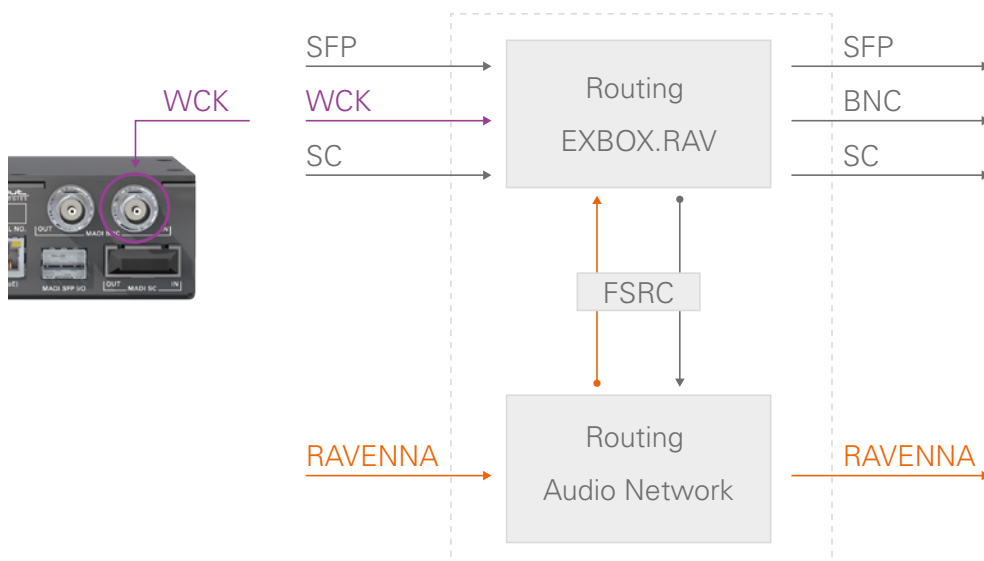 SFP
SFP
Routing
WCK
WCK
BNC
EXBOX.RAV
SC
SC
OUT
MADI BNC
IN
MADI SFP I/O
OUT
MADI SC
IN
FSRC
Routing
RAVENNA
RAVENNA
Audio Network